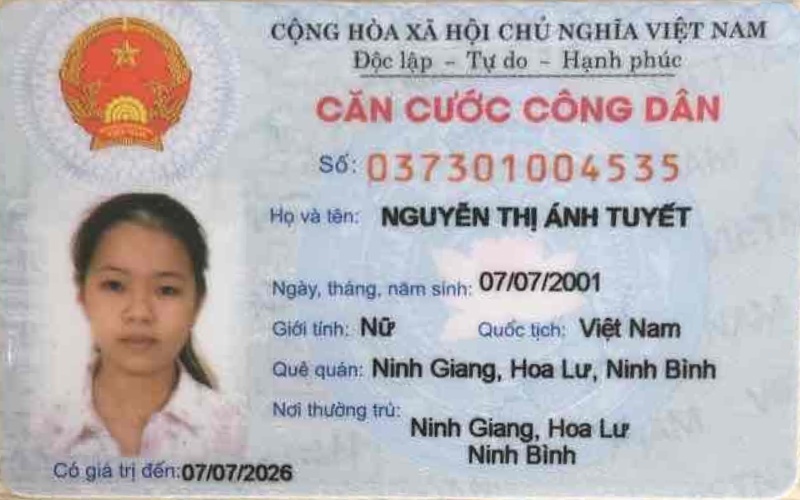 CỘNG HÒA XÃ HỘI CHỦ NGHĨA VIỆT NAM
Độc lập - Tự do - Hạnh phúc
CĂN CƯỚC CÔNG DÂN
Số: 037301004535
Họ và tên: NGUYỄN THỊ ÁNH TUYẾT
Ngày, tháng, năm sinh: 07/07/2001
Giới tính: Nữ Quốc tịch: Việt Nam
Quê quán: Ninh Giang, Hoa Lư, Ninh Bình
Nơi thường trú: Ninh Giang, Hoa Lư
Ninh Bình
Có giá trị đến: 07/07/2026